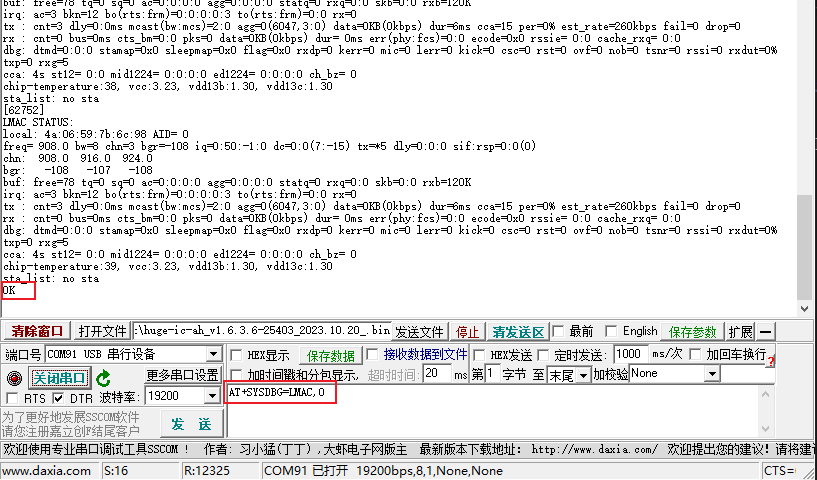 buf: free=78 tq=0 sq=0 ac=0:0:0:0 agg=0:0:0:0 statq=0 rxq=0:0 skb=0:0 rxb=120K
irq: ac=3 bkn=12 bo(rts:frm)=0:0:0:0:3 to(rts:frm)=0:0 rx=0
tx : cnt=3 dly=0:0ms mcast(bw:mcs)=2:0 agg=0(6047,3:0) data=0KB(0kbps) dur=6ms cca=15 per=0% est_rate=260kbps fail=0 drop=0
rx : cnt=0 bus=0ms cts_bm=0:0 pks=0 data=0KB(0kbps) dur= 0ms err(phy:fcs)=0:0 ecode=0x0 rssie= 0:0 cache_rxq= 0:0
dbg: dtmd=0:0:0 stamap=0x0 sleepmap=0x0 flag=0x0 rxdp=0 kerr=0 mic=0 lerr=0 kick=0 csc=0 rst=0 ovf=0 nob=0 tsnr=0 rssi=0 rxdut=0%
txp=0 rxg=5
cca: 4s st12= 0:0 mid1224= 0:0:0:0 ed1224= 0:0:0:0 ch_bz= 0
chip-temperature:38, vcc:3.23, vdd13b:1.30, vdd13c:1.30
sta_list: no sta
[62752]
LMAC STATUS:
local: 4a:06:59:7b:6c:98 AID= 0
freq= 908.0 bw=8 chn=3 bgr=-108 iq=0:50:-1:0 dc=0:0(7:-15) tx=*5 dly=0:0:0 sif:rsp=0:0(0)
chn: 908.0 916.0 924.0
bgr: -108 -107 -108
buf: free=78 tq=0 sq=0 ac=0:0:0:0 agg=0:0:0:0 statq=0 rxq=0:0 skb=0:0 rxb=120K
irq: ac=3 bkn=12 bo(rts:frm)=0:0:0:0:3 to(rts:frm)=0:0 rx=0
tx : cnt=3 dly=0:0ms mcast(bw:mcs)=2:0 agg=0(6047,3:0) data=0KB(0kbps) dur=6ms cca=15 per=0% est_rate=260kbps fail=0 drop=0
rx : cnt=0 bus=0ms cts_bm=0:0 pks=0 data=0KB(0kbps) dur= 0ms err(phy:fcs)=0:0 ecode=0x0 rssie= 0:0 cache_rxq= 0:0
dbg: dtmd=0:0:0 stamap=0x0 sleepmap=0x0 flag=0x0 rxdp=0 kerr=0 mic=0 lerr=0 kick=0 csc=0 rst=0 ovf=0 nob=0 tsnr=0 rssi=0 rxdut=0%
txp=0 rxg=5
cca: 4s st12= 0:0 mid1224= 0:0:0:0 ed1224= 0:0:0:0 ch_bz= 0
chip-temperature:39, vcc:3.23, vdd13b:1.30, vdd13c:1.30
sta_list: no sta
OK
清除窗口 打开文件 :\huge-ic-ah_v1.6.3.6-25403_2023.10.20_.bin 发送文件 停止 清发送区 最前 English 保存参数 扩展 —
端口号 COM91 USB 串行设备 HEX显示 保存数据 接收数据到文件 HEX发送 定时发送: 1000 ms/次 加回车换行 ?
关闭串口 更多串口设置 加时间戳和分包显示, 超时时间: 20 ms 第1 字节 至 末尾 加校验None
RTS DTR 波特率: 19200 AT+SYSDBG=LMAC,0
为了更好地发展SSCOM软件
请您注册嘉立创F结尾客户
发 送
欢迎使用专业串口调试工具SSCOM ! 作者: 习小猛(丁丁),大虾电子网版主 最新版本下载地址: http://www.daxia.com/ 欢迎提出您的建议!请将建
www.daxia.com S:16 R:12325 COM91 已打开 19200bps,8,1,None,None CTS=